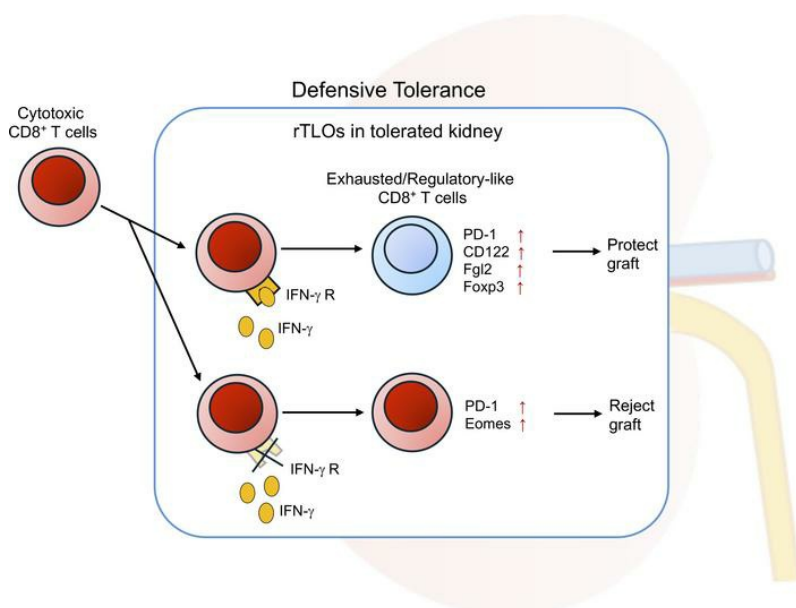 Defensive Tolerance
Cytotoxic
CD8⁺ T cells
rTLOs in tolerated kidney
Exhausted/Regulatory-like
CD8⁺ T cells
PD-1 ↑
CD122 ↑
Fgl2 ↑
Foxp3 ↑
Protect
graft
IFN-γ R
IFN-γ
PD-1 ↑
Eomes ↑
Reject
graft
IFN-γ R
IFN-γ